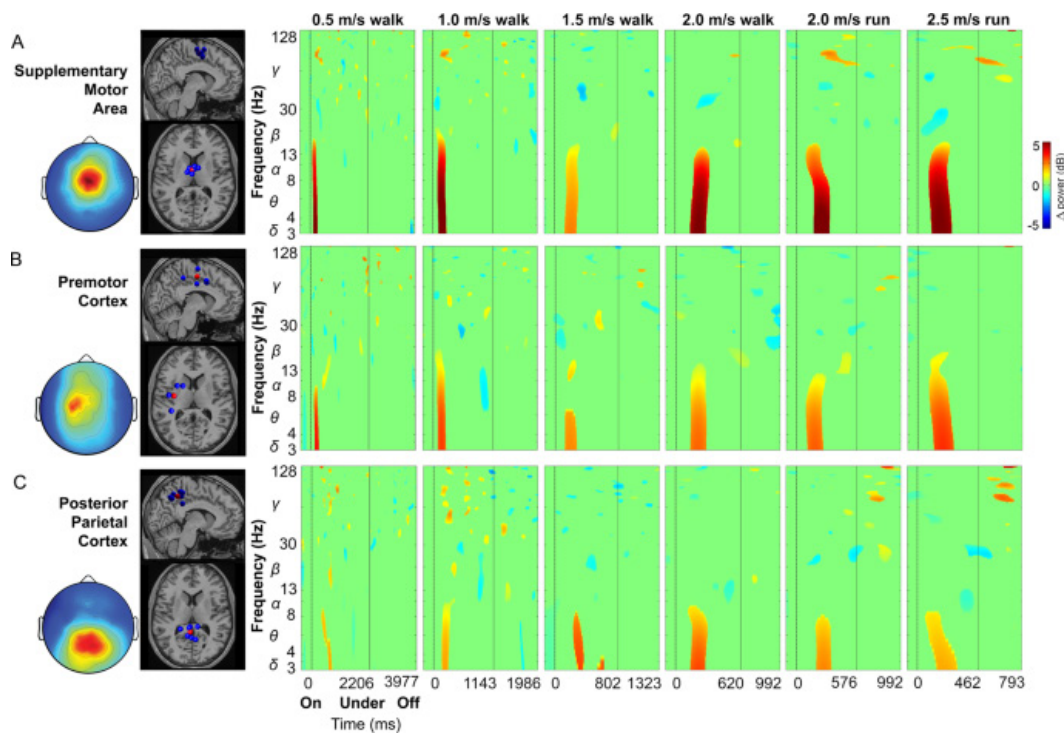 0.5 m/s walk 1.0 m/s walk 1.5 m/s walk 2.0 m/s walk 2.0 m/s run 2.5 m/s run
A
Supplementary
Motor
Area
Frequency (Hz)
128
γ
30
β
13
α
8
θ
4
δ 3
5
0
-5
Δ power (dB)
B
Premotor
Cortex
Frequency (Hz)
128
γ
30
β
13
α
8
θ
4
δ 3
C
Posterior
Parietal
Cortex
Frequency (Hz)
128
γ
30
β
13
α
8
θ
4
δ 3
0 2206 3977 0 1143 1986 0 802 1323 0 620 992 0 576 992 0 462 793
On Under Off
Time (ms)